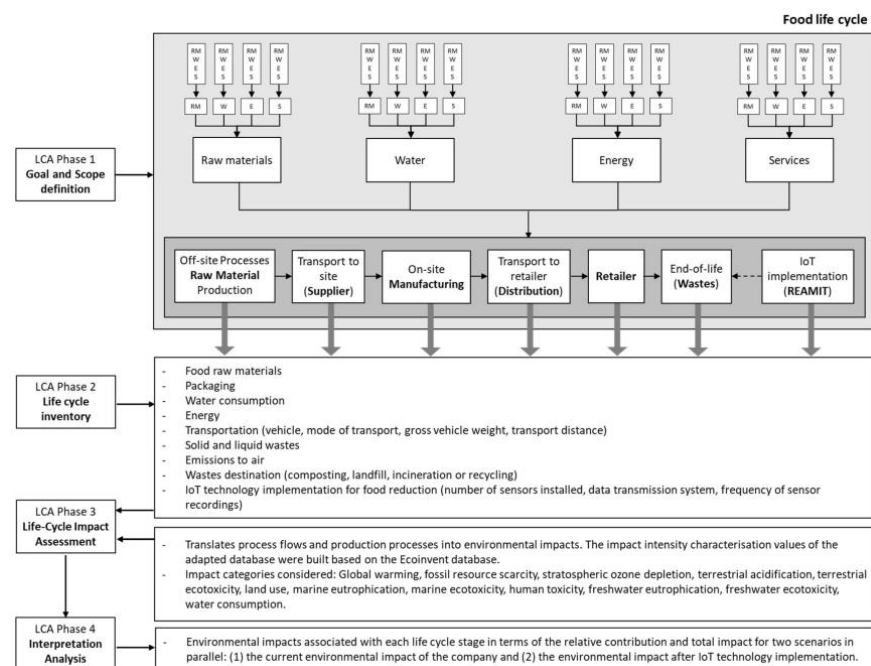 Food life cycle
RM W E S RM W E S RM W E S RM W E S
RM W E S RM W E S RM W E S RM W E S
RM W E S RM W E S RM W E S RM W E S
RM W E S RM W E S RM W E S RM W E S
RM W E S
RM W E S
RM W E S
RM W E S
Raw materials
Water
Energy
Services
LCA Phase 1
Goal and Scope
definition
Off-site Processes
Raw Material
Production
Transport to
site
(Supplier)
On-site
Manufacturing
Transport to
retailer
(Distribution)
Retailer
End-of-life
(Wastes)
IoT
implementation
(REAMIT)
LCA Phase 2
Life cycle
inventory
- Food raw materials
- Packaging
- Water consumption
- Energy
- Transportation (vehicle, mode of transport, gross vehicle weight, transport distance)
- Solid and liquid wastes
- Emissions to air
- Wastes destination (composting, landfill, incineration or recycling)
- IoT technology implementation for food reduction (number of sensors installed, data transmission system, frequency of sensor
recordings)
LCA Phase 3
Life-Cycle Impact
Assessment
- Translates process flows and production processes into environmental impacts. The impact intensity characterisation values of the
adapted database were built based on the Ecoinvent database.
- Impact categories considered: Global warming, fossil resource scarcity, stratospheric ozone depletion, terrestrial acidification, terrestrial
ecotoxicity, land use, marine eutrophication, marine ecotoxicity, human toxicity, freshwater eutrophication, freshwater ecotoxicity,
water consumption.
LCA Phase 4
Interpretation
Analysis
- Environmental impacts associated with each life cycle stage in terms of the relative contribution and total impact for two scenarios in
parallel: (1) the current environmental impact of the company and (2) the environmental impact after IoT technology implementation.